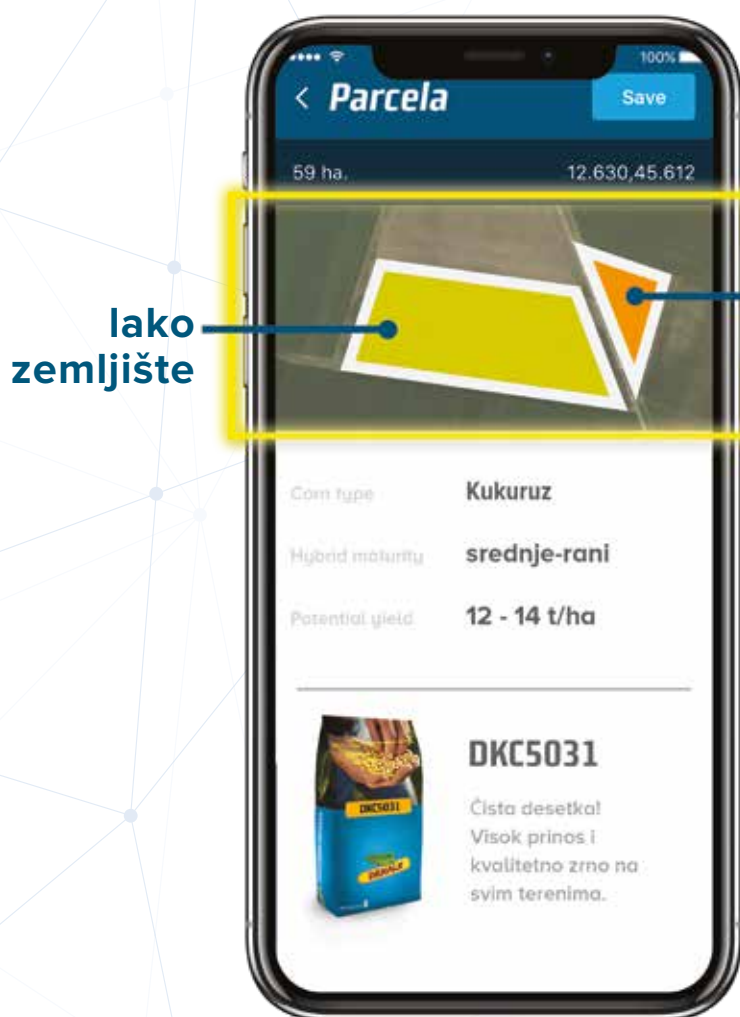 100%
Parcela
Save
59 ha.
12.630,45.612
lako
zemljište
Corn type
Kukuruz
Hybrid maturity
srednje-rani
Potential yield
12 - 14 t/ha
DKC5031
Čista desetka!
Visok prinos i
kvalitetno zrno na
svim terenima.
DKC5031
DEKALB